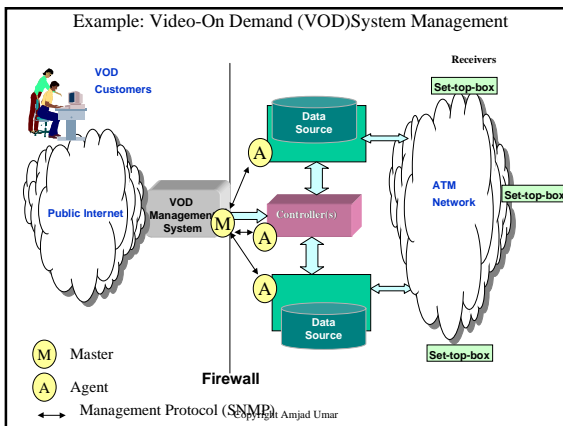 Example: Video-On Demand (VOD)System Management
VOD
Customers
Receivers
Set-top-box
Data
Source
A
Public Internet
VOD
Management
System
M
Controller(s)
A
ATM
Network
Set-top-box
A
Data
Source
Set-top-box
M Master
Firewall
A Agent
Management Protocol (SNMP)
Copyright Amjad Umar